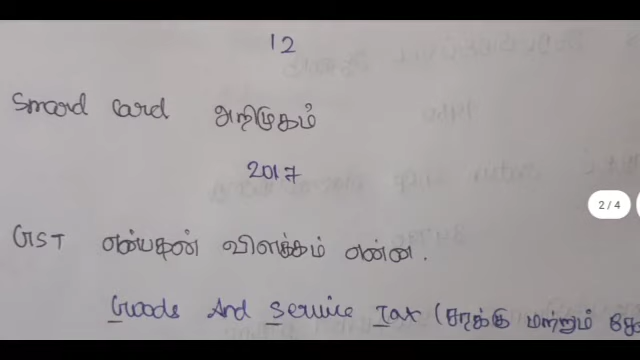 12
Smard card அறிமுகம்
2017
2/4
GST என்பதன் விளக்கம் என்ன.
Goods And Service Tax (சரக்கு மற்றும்